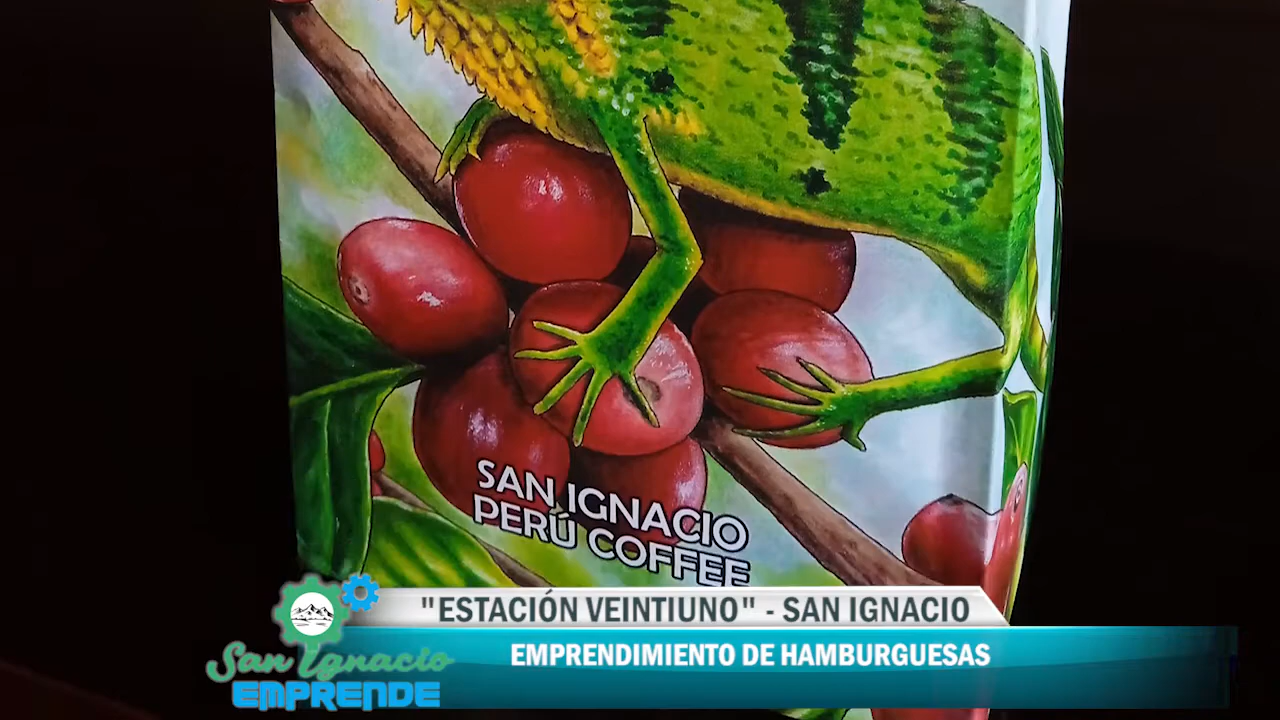 SAN IGNACIO
PERÚ COFFEE
"ESTACIÓN VEINTIUNO" - SAN IGNACIO
EMPRENDIMIENTO DE HAMBURGUESAS
San Ignacio
EMPRENDE